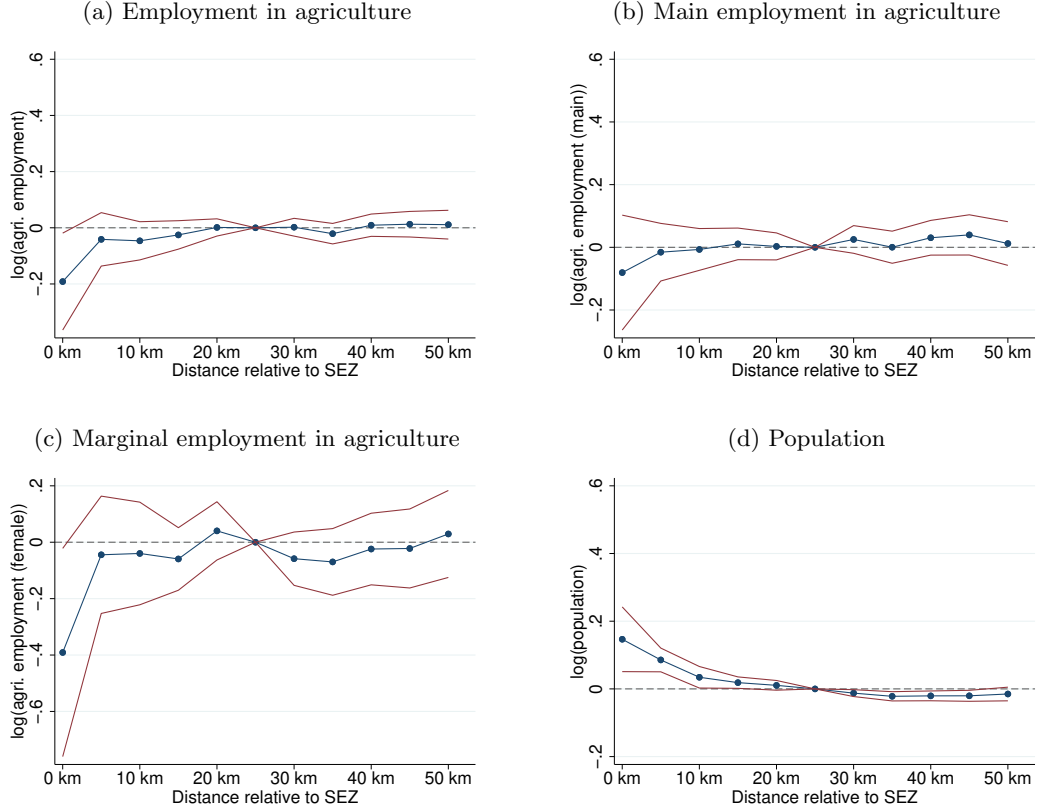 (a) Employment in agriculture
log(agri. employment)
.6
.4
.2
0
-.2
0 km 10 km 20 km 30 km 40 km 50 km
Distance relative to SEZ
(b) Main employment in agriculture
log(agri. employment (main))
.6
.4
.2
0
-.2
0 km 10 km 20 km 30 km 40 km 50 km
Distance relative to SEZ
(c) Marginal employment in agriculture
log(agri. employment (female))
.2
0
-.2
-.4
-.6
0 km 10 km 20 km 30 km 40 km 50 km
Distance relative to SEZ
(d) Population
log(population)
.6
.4
.2
0
-.2
0 km 10 km 20 km 30 km 40 km 50 km
Distance relative to SEZ